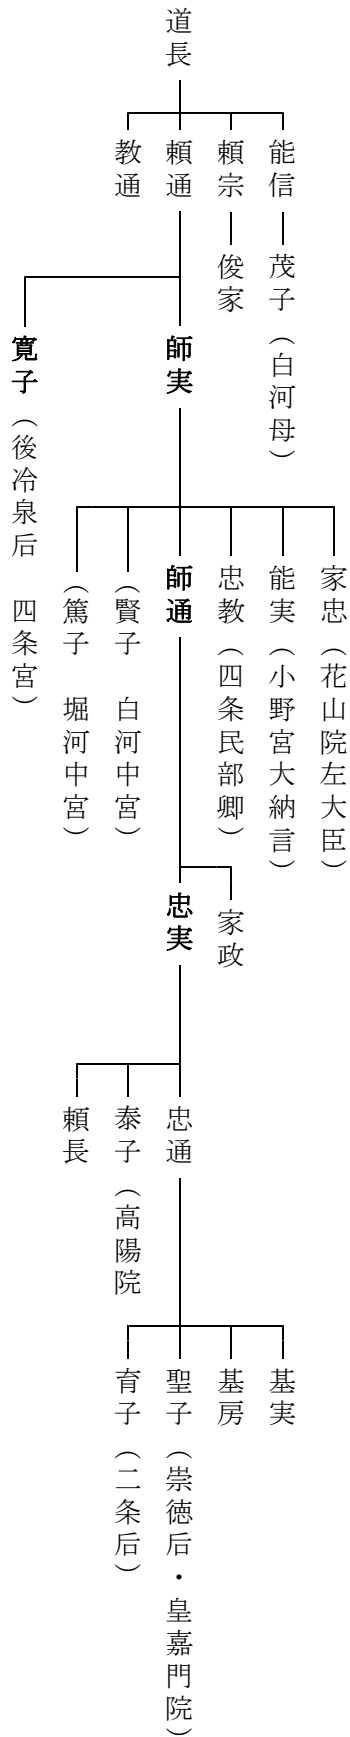 道長
能信
頼宗
頼通
教通
茂子（白河母）
俊家
師実
寛子（後冷泉后　四条宮）
家忠（花山院左大臣）
能実（小野宮大納言）
忠教（四条民部卿）
師通
（賢子　白河中宮）
（篤子　堀河中宮）
家政
忠実
忠通
泰子（高陽院
頼長
基実
基房
聖子（崇徳后・皇嘉門院）
育子（二条后）